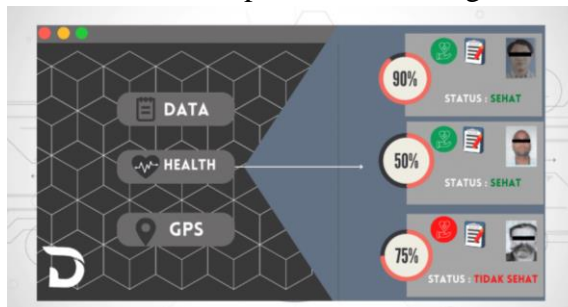 DATA
HEALTH
GPS
90%
STATUS : SEHAT
50%
STATUS : SEHAT
75%
STATUS : TIDAK SEHAT